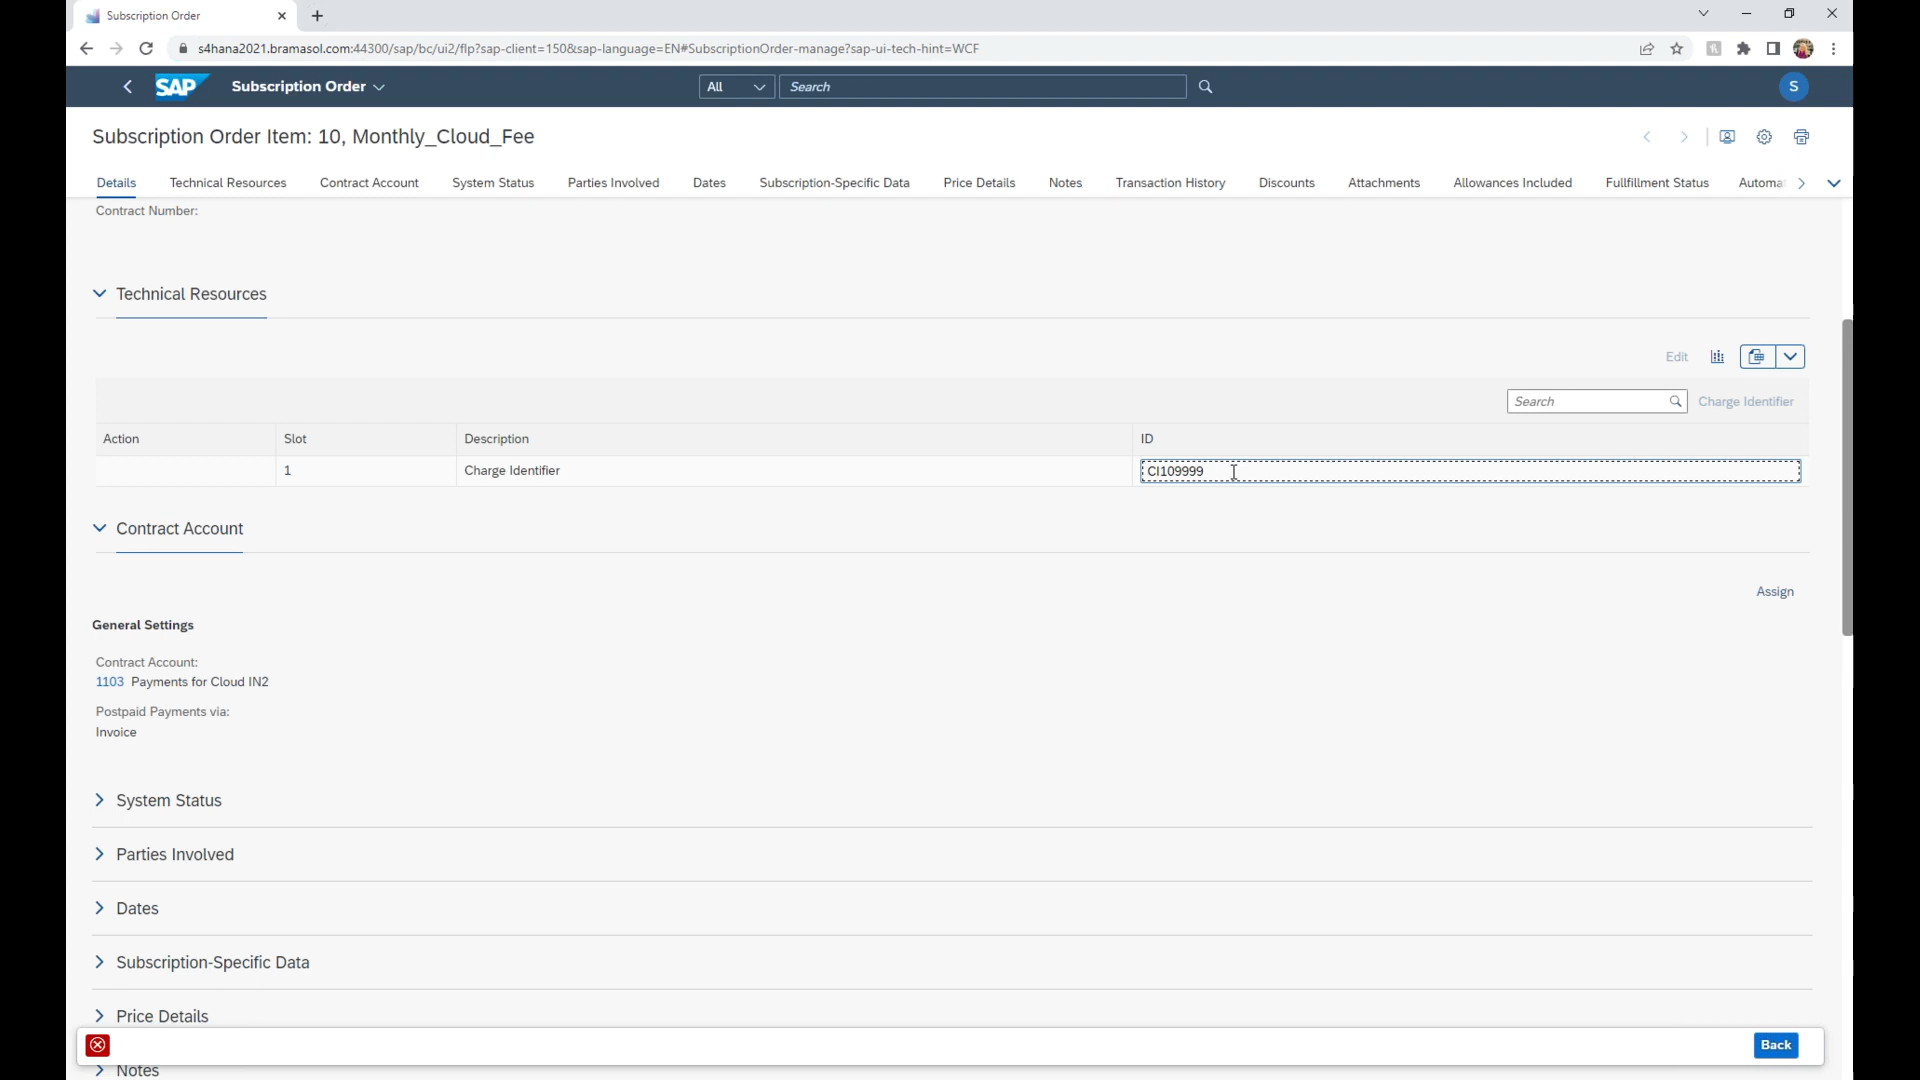 Subscription Order
s4hana2021.bramasol.com:44300/sap/bc/ui2/flp?sap-client=150&sap-language=EN#SubscriptionOrder-manage?sap-ui-tech-hint=WCF
SAP Subscription Order All Search S
Subscription Order Item: 10, Monthly_Cloud_Fee
Details Technical Resources Contract Account System Status Parties Involved Dates Subscription-Specific Data Price Details Notes Transaction History Discounts Attachments Allowances Included Fullfillment Status Automa
Contract Number:
Technical Resources
Edit
Search Charge Identifier
Action Slot Description ID
1 Charge Identifier CI109999
Contract Account
Assign
General Settings
Contract Account:
1103 Payments for Cloud IN2
Postpaid Payments via:
Invoice
System Status
Parties Involved
Dates
Subscription-Specific Data
Price Details
Back
Notes